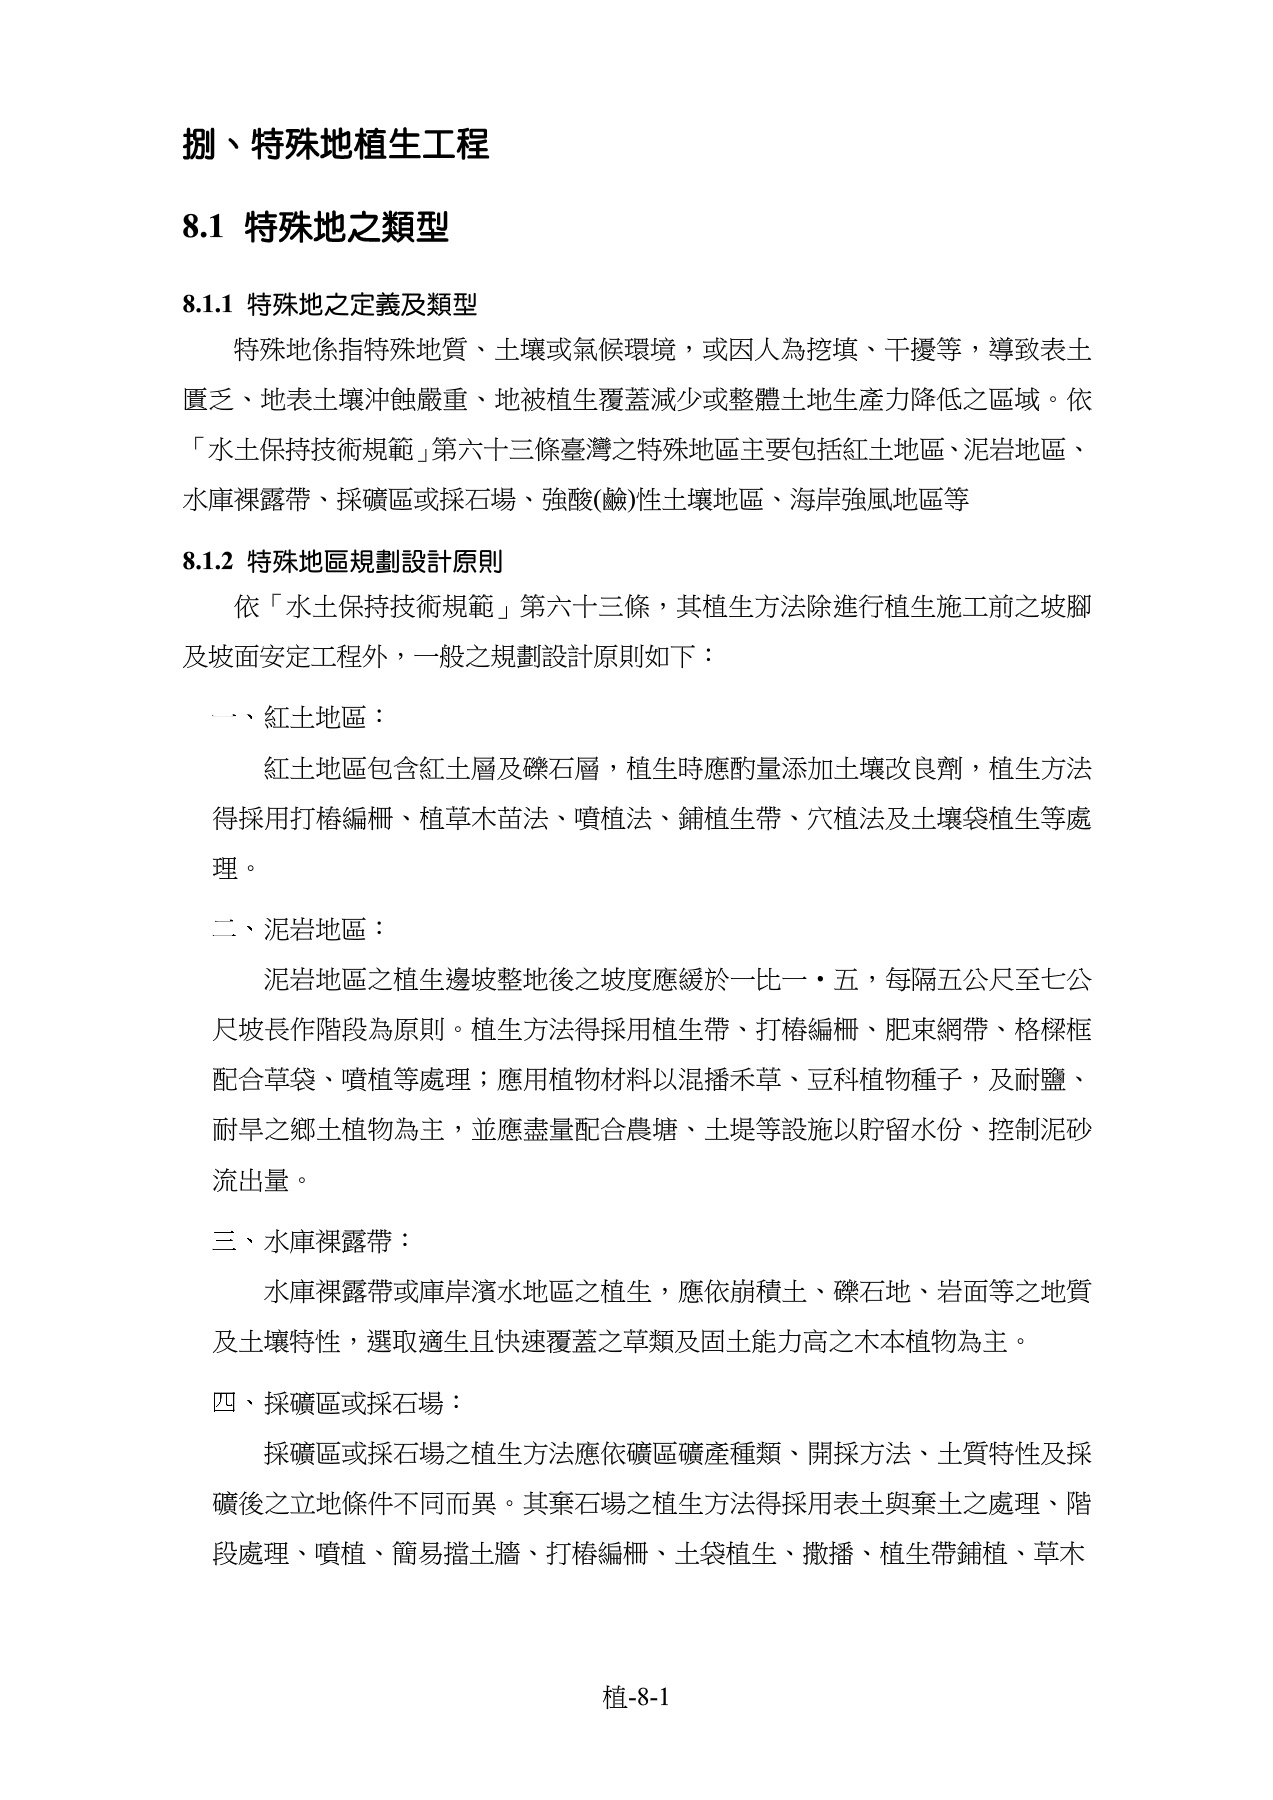 捌、特殊地植生工程
8.1 特殊地之類型
8.1.1 特殊地之定義及類型
特殊地係指特殊地質、土壤或氣候環境，或因人為挖填、干擾等，導致表土
匱乏、地表土壤沖蝕嚴重、地被植生覆蓋減少或整體土地生產力降低之區域。依
「水土保持技術規範」第六十三條臺灣之特殊地區主要包括紅土地區、泥岩地區、
水庫裸露帶、採礦區或採石場、強酸(鹼)性土壤地區、海岸強風地區等
8.1.2 特殊地區規劃設計原則
依「水土保持技術規範」第六十三條，其植生方法除進行植生施工前之坡腳
及坡面安定工程外，一般之規劃設計原則如下：
一、紅土地區：
紅土地區包含紅土層及礫石層，植生時應酌量添加土壤改良劑，植生方法
得採用打樁編柵、植草木苗法、噴植法、鋪植生帶、穴植法及土壤袋植生等處
理。
二、泥岩地區：
泥岩地區之植生邊坡整地後之坡度應緩於一比一・五，每隔五公尺至七公
尺坡長作階段為原則。植生方法得採用植生帶、打樁編柵、肥束網帶、格樑框
配合草袋、噴植等處理；應用植物材料以混播禾草、豆科植物種子，及耐鹽、
耐旱之鄉土植物為主，並應盡量配合農塘、土堤等設施以貯留水份、控制泥砂
流出量。
三、水庫裸露帶：
水庫裸露帶或庫岸濱水地區之植生，應依崩積土、礫石地、岩面等之地質
及土壤特性，選取適生且快速覆蓋之草類及固土能力高之木本植物為主。
四、採礦區或採石場：
採礦區或採石場之植生方法應依礦區礦產種類、開採方法、土質特性及採
礦後之立地條件不同而異。其棄石場之植生方法得採用表土與棄土之處理、階
段處理、噴植、簡易擋土牆、打樁編柵、土袋植生、撒播、植生帶鋪植、草木
植-8-1